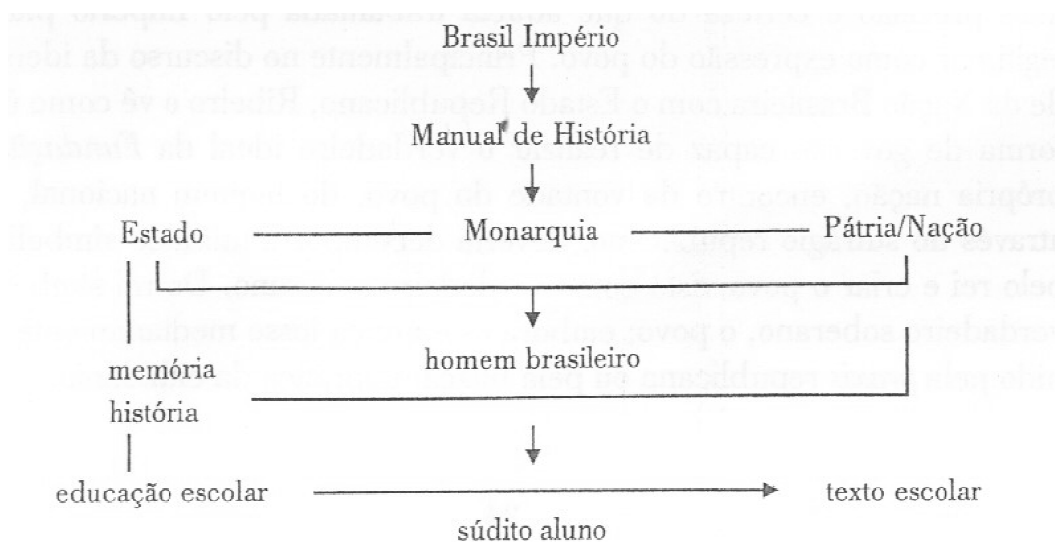 Brasil Império
Manual de História
Estado Monarquia Pátria/Nação
homem brasileiro
memória
história
educação escolar texto escolar
súdito aluno